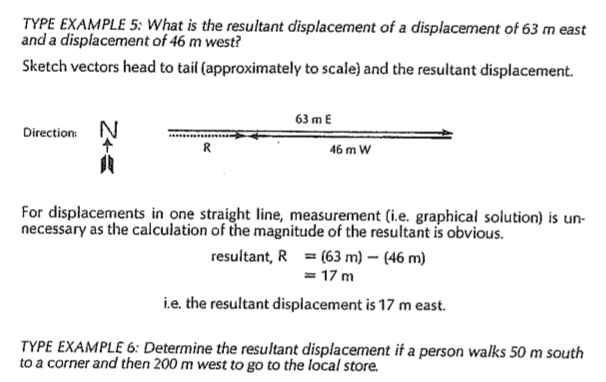 TYPE EXAMPLE 5: What is the resultant displacement of a displacement of 63 m east
and a displacement of 46 m west?
Sketch vectors head to tail (approximately to scale) and the resultant displacement.
63 m E
Direction: N
R
46 m W
For displacements in one straight line, measurement (i.e. graphical solution) is un-
necessary as the calculation of the magnitude of the resultant is obvious.
resultant, R = (63 m) — (46 m)
= 17 m
i.e. the resultant displacement is 17 m east.
TYPE EXAMPLE 6: Determine the resultant displacement if a person walks 50 m south
to a corner and then 200 m west to go to the local store.